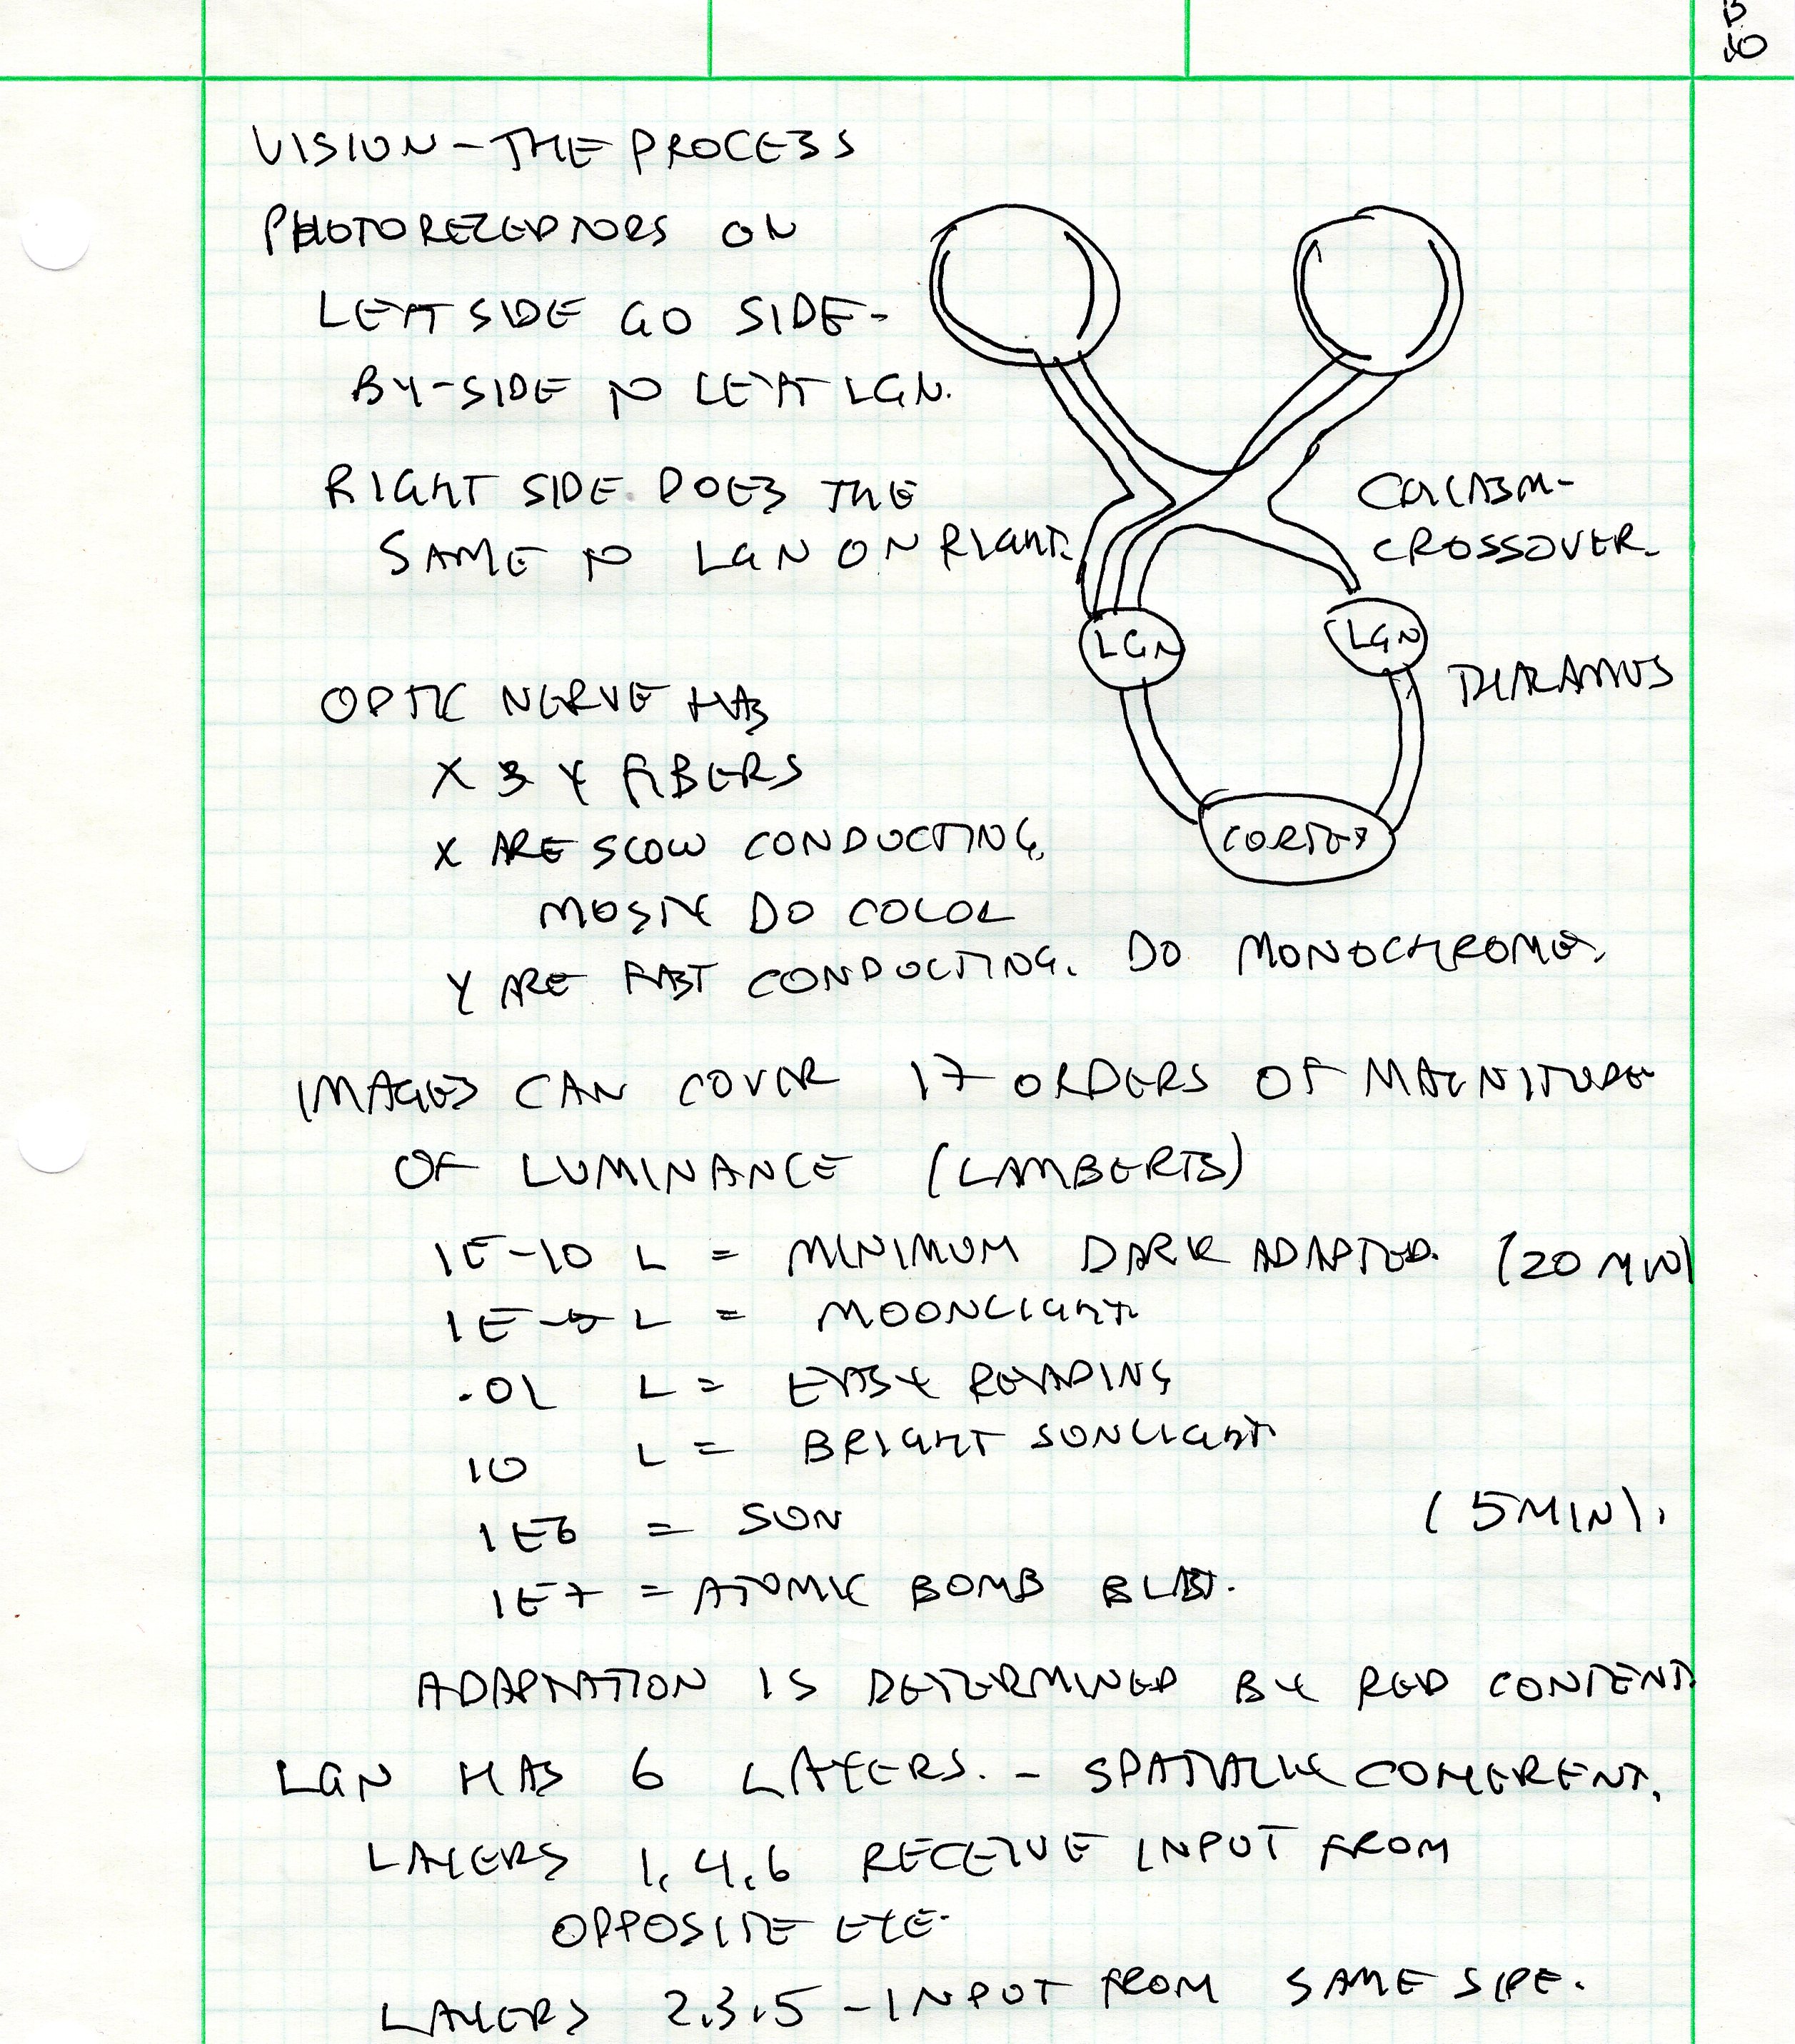 VISION - THE PROCESS
PHOTORECEPTORS ON
LEFT SIDE GO SIDE-
BY-SIDE TO LEFT LGN.
RIGHT SIDE DOES THE
SAME TO LGN ON RIGHT.
CHIASM-
CROSSOVER.
LGN
LGN
THALAMUS
CORTEX
OPTIC NERVE HAS
X & Y FIBERS
X ARE SLOW CONDUCTING,
MOSTLY DO COLOR
Y ARE FAST CONDUCTING. DO MONOCHROME.
IMAGES CAN COVER 17 ORDERS OF MAGNITUDE
OF LUMINANCE (LAMBERTS)
1E-10 L = MINIMUM DARK ADAPTED. (20 MIN)
1E-5 L = MOONLIGHT
.01 L = EASY READING
10 L = BRIGHT SUNLIGHT
1E6 = SUN (5 MIN).
1E7 = ATOMIC BOMB BLAST.
ADAPTATION IS DETERMINED BY RED CONTENT.
LGN HAS 6 LAYERS. - SPATIALLY COHERENT.
LAYERS 1, 4, 6 RECEIVE INPUT FROM
OPPOSITE EYE.
LAYERS 2, 3, 5 - INPUT FROM SAME SIDE.